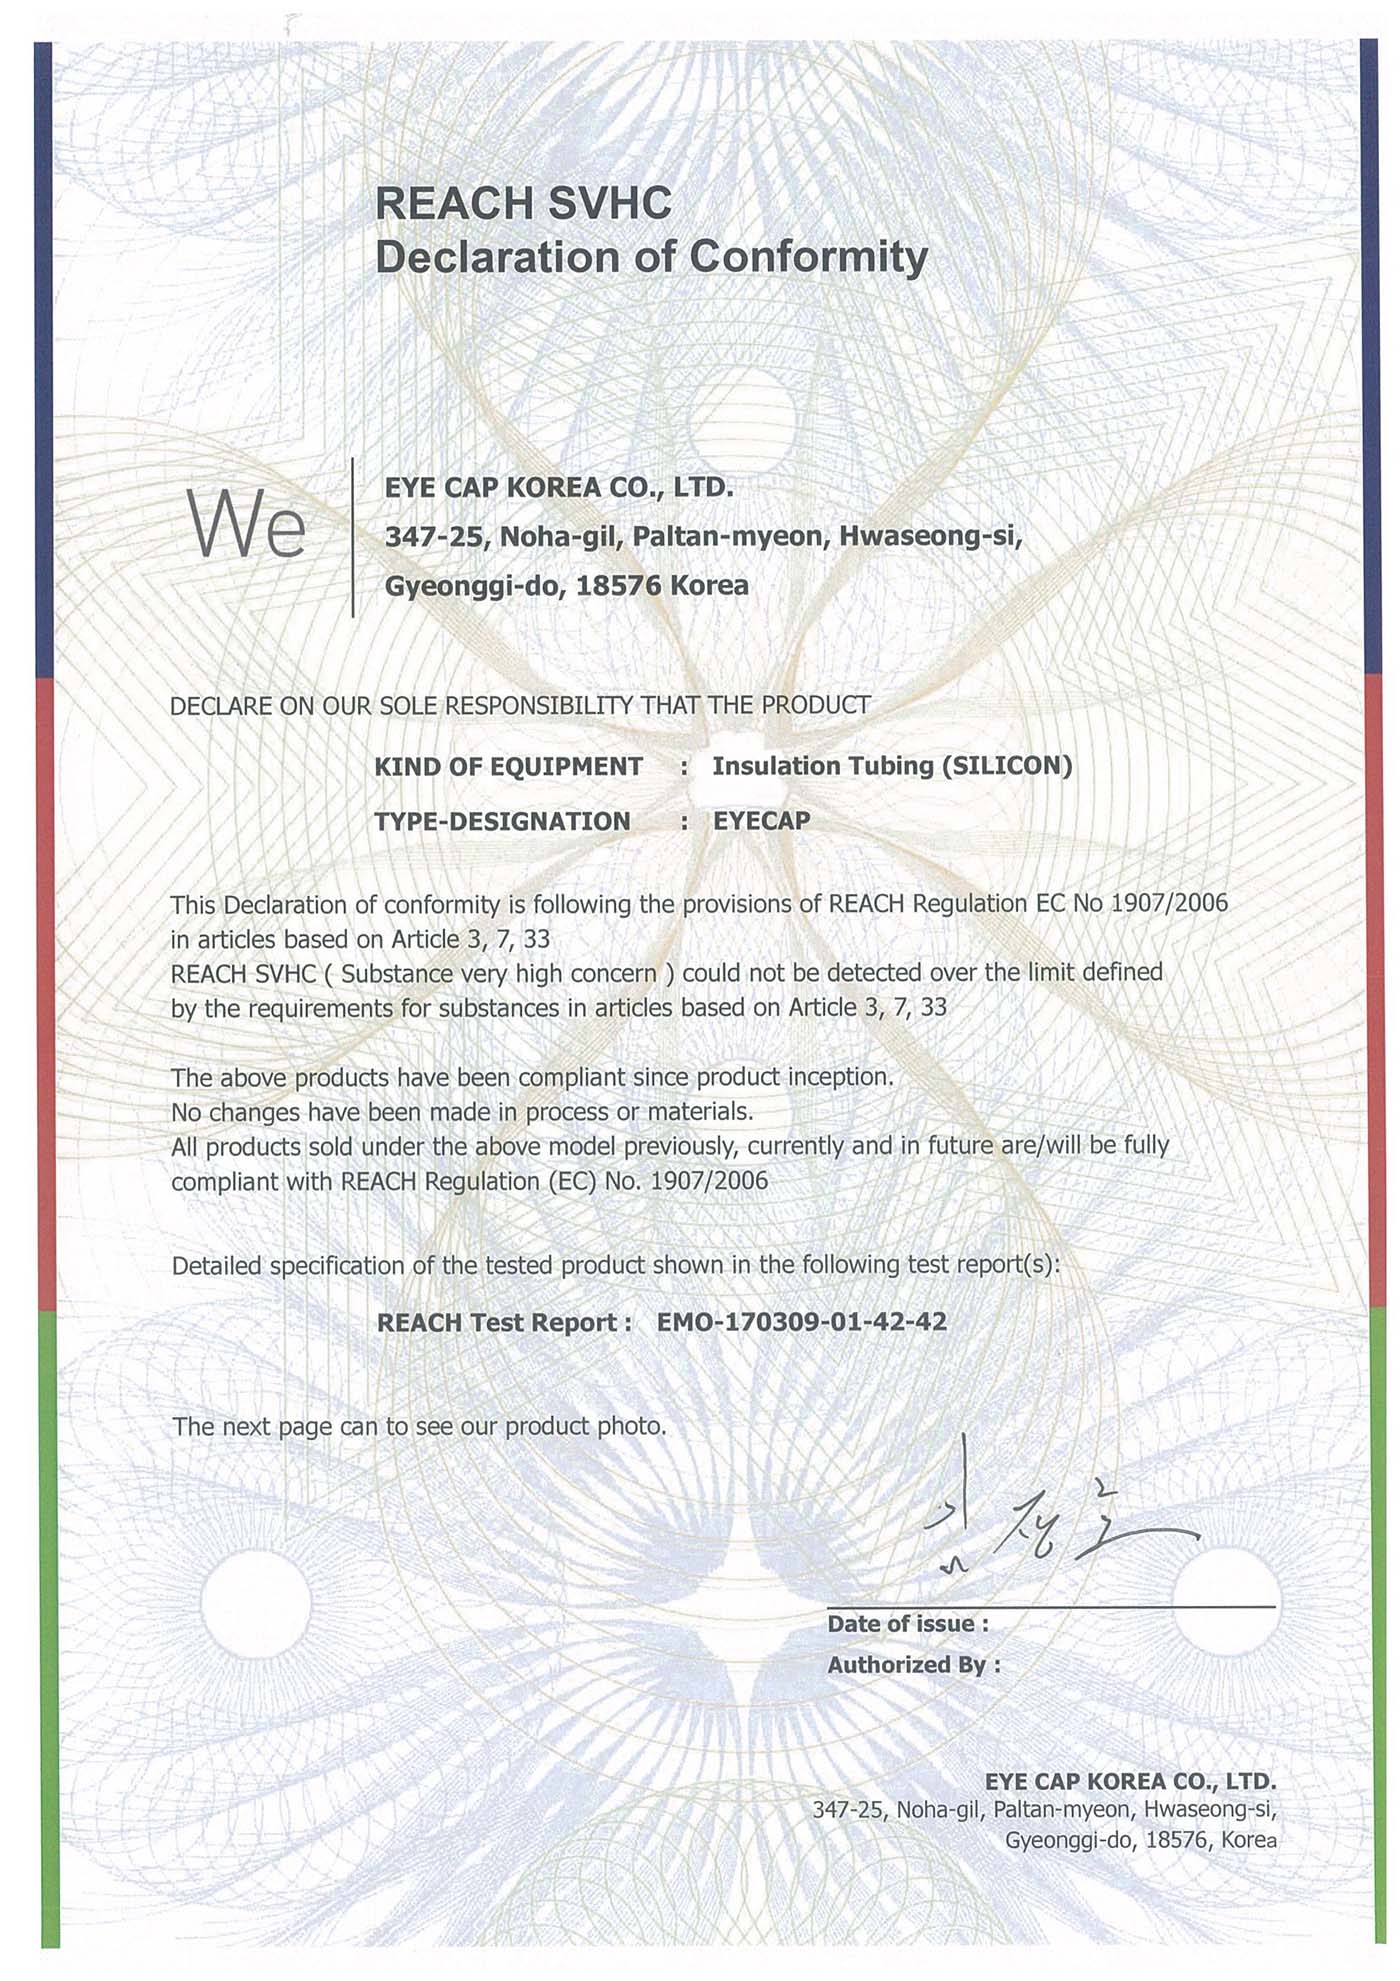 REACH SVHC
Declaration of Conformity
We
EYE CAP KOREA CO., LTD.
347-25, Noha-gil, Paltan-myeon, Hwaseong-si,
Gyeonggi-do, 18576 Korea
DECLARE ON OUR SOLE RESPONSIBILITY THAT THE PRODUCT
KIND OF EQUIPMENT : Insulation Tubing (SILICON)
TYPE-DESIGNATION : EYECAP
This Declaration of conformity is following the provisions of REACH Regulation EC No 1907/2006
in articles based on Article 3, 7, 33
REACH SVHC ( Substance very high concern ) could not be detected over the limit defined
by the requirements for substances in articles based on Article 3, 7, 33
The above products have been compliant since product inception.
No changes have been made in process or materials.
All products sold under the above model previously, currently and in future are/will be fully
compliant with REACH Regulation (EC) No. 1907/2006
Detailed specification of the tested product shown in the following test report(s):
REACH Test Report : EMO-170309-01-42-42
The next page can to see our product photo.
Date of issue :
Authorized By :
EYE CAP KOREA CO., LTD.
347-25, Noha-gil, Paltan-myeon, Hwaseong-si,
Gyeonggi-do, 18576, Korea